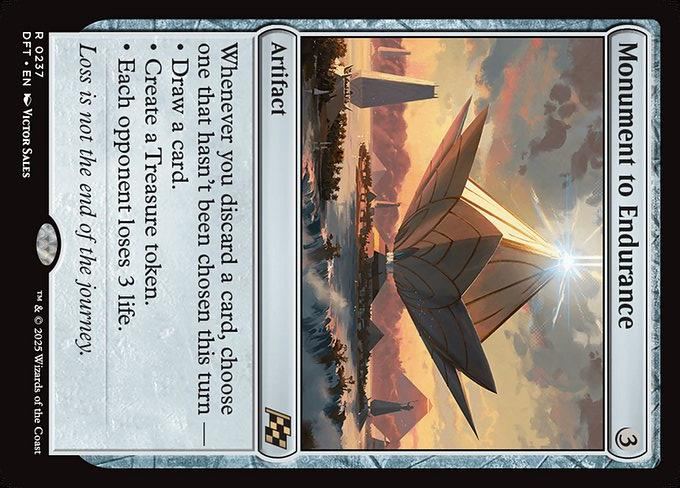 Monument to Endurance 3
Artifact
Whenever you discard a card, choose
one that hasn't been chosen this turn —
• Draw a card.
• Create a Treasure token.
• Each opponent loses 3 life.
Loss is not the end of the journey.
R 0237
DFT • EN VICTOR SALES
™ & © 2025 Wizards of the Coast